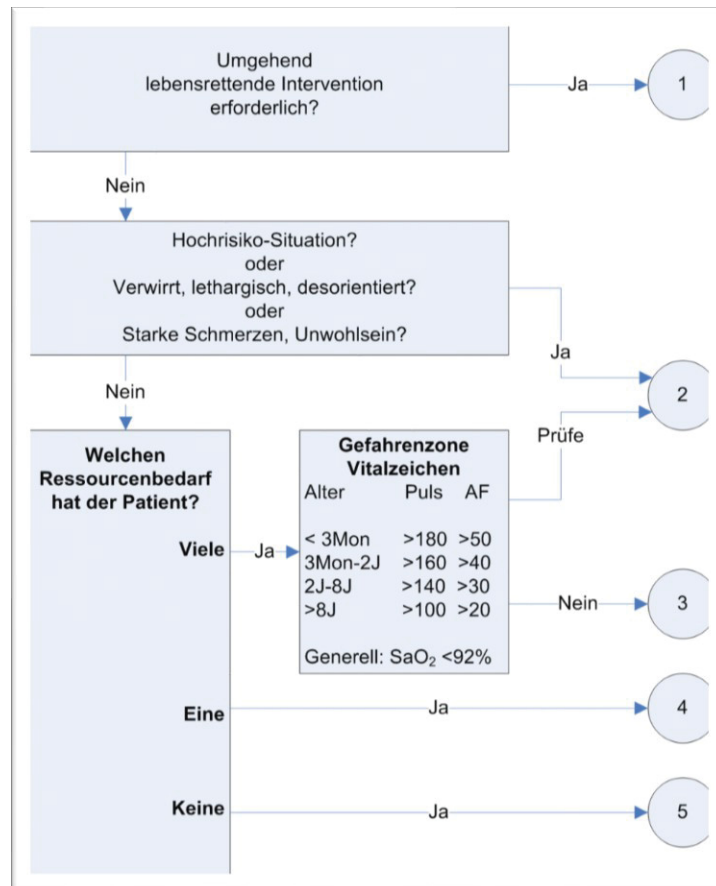 Umgehend
lebensrettende Intervention
erforderlich?
Ja
1
Nein
Hochrisiko-Situation?
oder
Verwirrt, lethargisch, desorientiert?
oder
Starke Schmerzen, Unwohlsein?
Ja
2
Nein
Prüfe
Welchen
Ressourcenbedarf
hat der Patient?
Viele
Ja
Gefahrenzone
Vitalzeichen
Alter Puls AF
< 3Mon >180 >50
3Mon-2J >160 >40
2J-8J >140 >30
>8J >100 >20
Generell: SaO₂ <92%
Nein
3
Eine
Ja
4
Keine
Ja
5